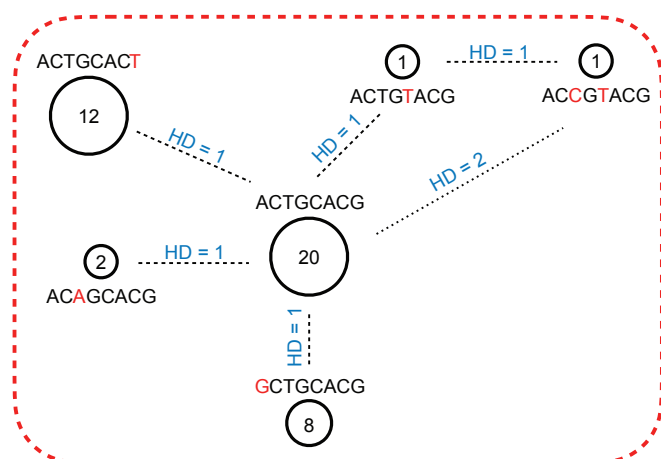 ACTGCACT
12
HD = 1
1
ACTGTACG
HD = 1
1
ACCGTACG
HD = 1
HD = 2
ACTGCACG
20
2
ACAGCACG
HD = 1
HD = 1
GCTGCACG
8